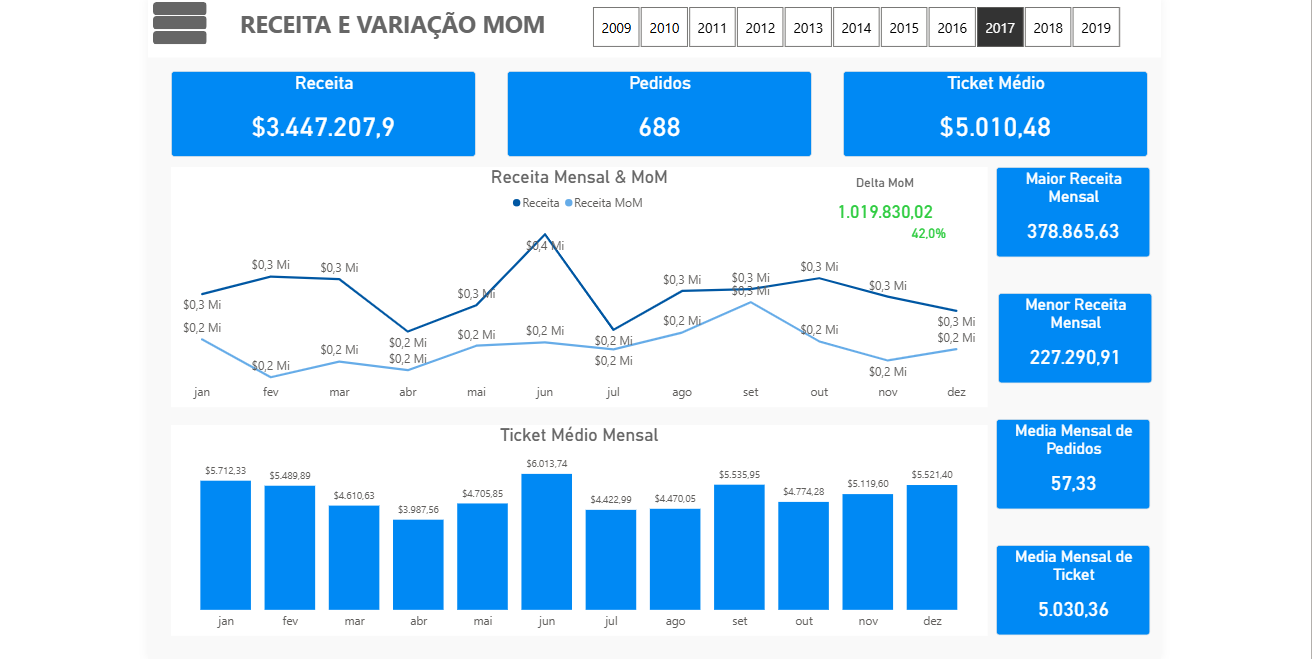 RECEITA E VARIAÇÃO MOM
2009 2010 2011 2012 2013 2014 2015 2016 2017 2018 2019
Receita
$3.447.207,9
Pedidos
688
Ticket Médio
$5.010,48
Receita Mensal & MoM
Receita Receita MoM
Delta MoM
1.019.830,02
42,0%
$0,3 Mi $0,3 Mi $0,3 Mi $0,2 Mi $0,3 Mi $0,4 Mi $0,2 Mi $0,3 Mi $0,3 Mi $0,3 Mi $0,3 Mi $0,3 Mi
$0,2 Mi $0,2 Mi $0,2 Mi $0,2 Mi $0,2 Mi $0,2 Mi $0,2 Mi $0,2 Mi $0,3 Mi $0,2 Mi $0,2 Mi $0,2 Mi
jan fev mar abr mai jun jul ago set out nov dez
Maior Receita
Mensal
378.865,63
Menor Receita
Mensal
227.290,91
Ticket Médio Mensal
$5.712,33 $5.489,89 $4.610,63 $3.987,56 $4.705,85 $6.013,74 $4.422,99 $4.470,05 $5.535,95 $4.774,28 $5.119,60 $5.521,40
jan fev mar abr mai jun jul ago set out nov dez
Media Mensal de
Pedidos
57,33
Media Mensal de
Ticket
5.030,36